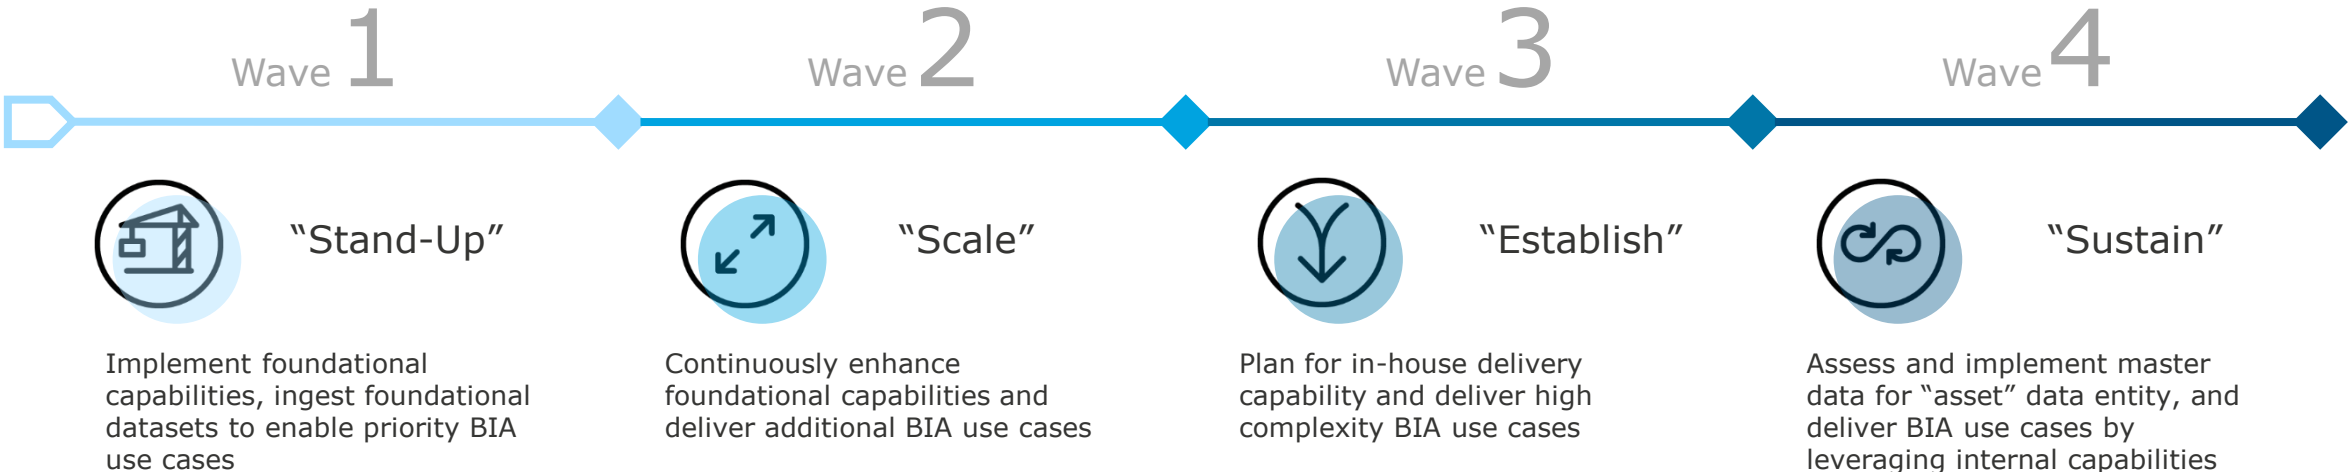 Wave 1
Wave 2
Wave 3
Wave 4
“Stand-Up”
“Scale”
“Establish”
“Sustain”
Implement foundational
capabilities, ingest foundational
datasets to enable priority BIA
use cases
Continuously enhance
foundational capabilities and
deliver additional BIA use cases
Plan for in-house delivery
capability and deliver high
complexity BIA use cases
Assess and implement master
data for “asset” data entity, and
deliver BIA use cases by
leveraging internal capabilities